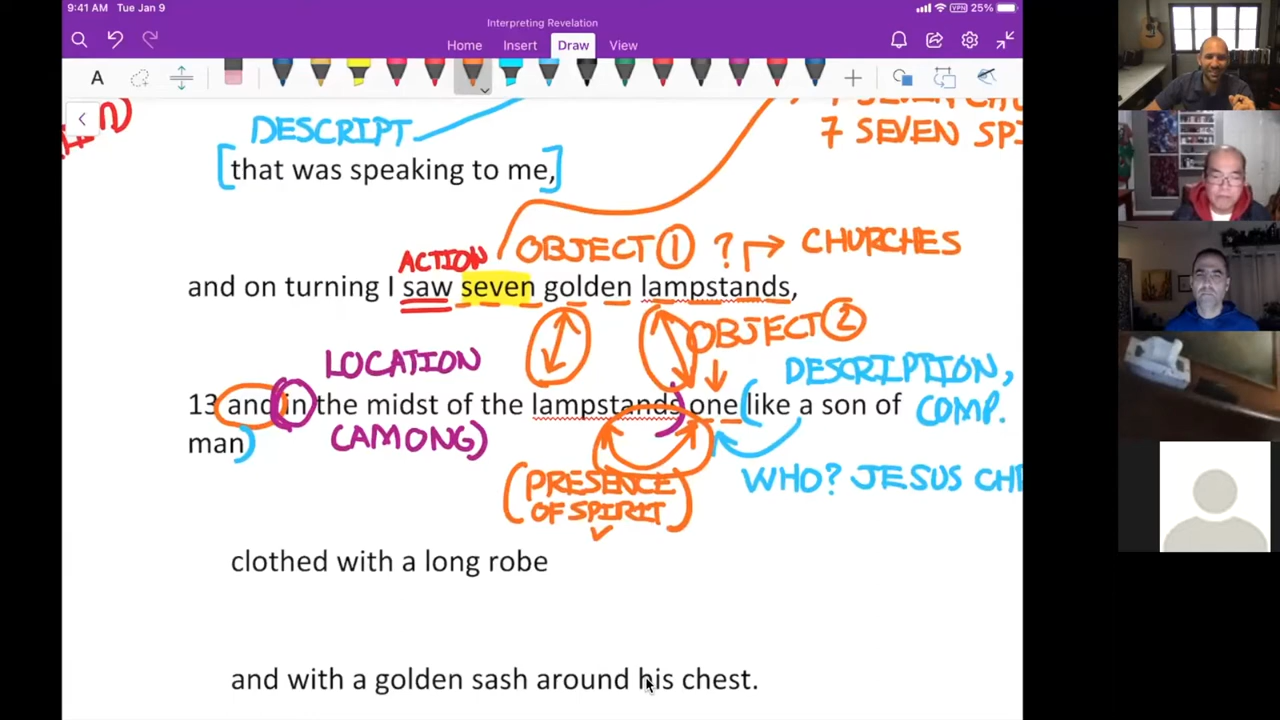 9:41 AM Tue Jan 9
VPN 25%
Interpreting Revelation
Home Insert Draw View
A
DESCRIPT
7 SEVEN SPI
[that was speaking to me,]
ACTION OBJECT 1 ? → CHURCHES
and on turning I saw seven golden lampstands,
OBJECT 2
LOCATION
DESCRIPTION,
13 and in the midst of the lampstands) one (like a son of
COMP.
man)
(AMONG)
(PRESENCE
OF SPIRIT)
WHO? JESUS CH
clothed with a long robe
and with a golden sash around his chest.